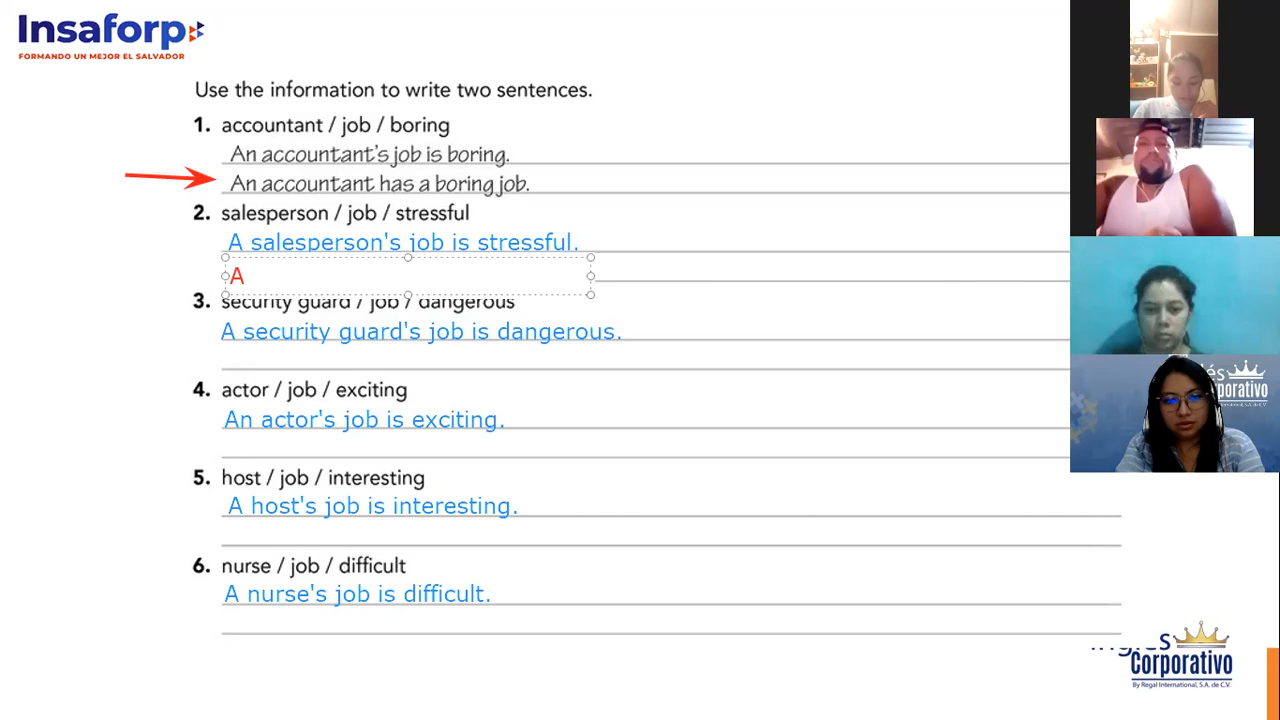 Insaforp
FORMANDO UN MEJOR EL SALVADOR
Use the information to write two sentences.
1. accountant / job / boring
An accountant's job is boring.
An accountant has a boring job.
2. salesperson / job / stressful
A salesperson's job is stressful.
A
3. security guard / job / dangerous
A security guard's job is dangerous.
4. actor / job / exciting
An actor's job is exciting.
5. host / job / interesting
A host's job is interesting.
6. nurse / job / difficult
A nurse's job is difficult.
Corporativo
By Regal International, S.A. de C.V.